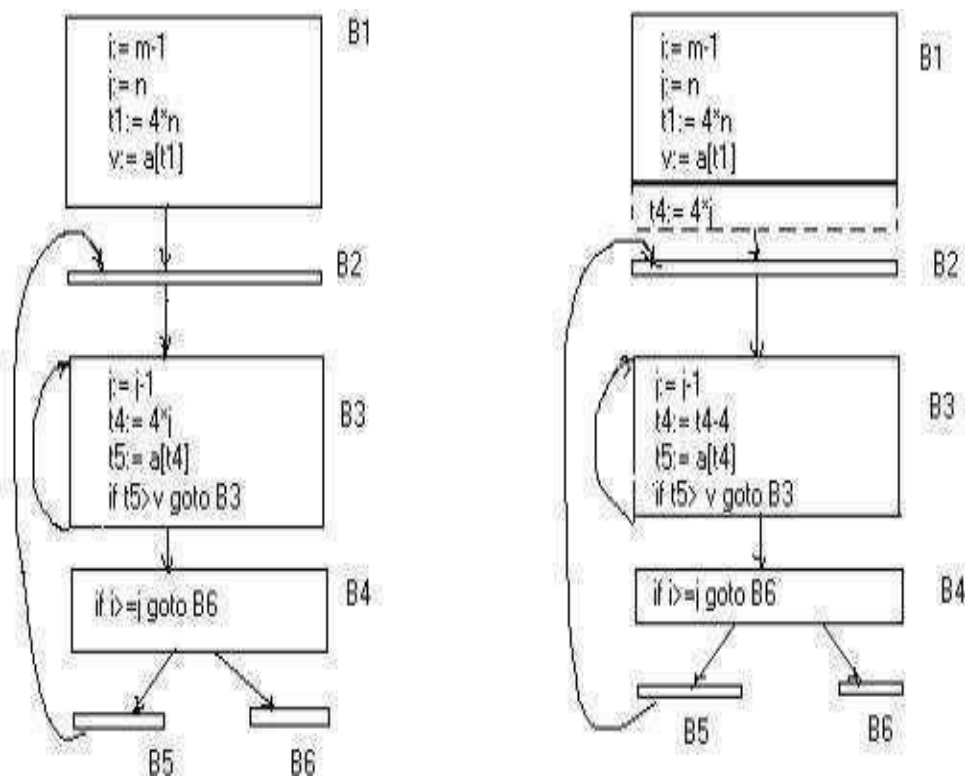 i:= m-1
j:= n
t1:= 4*n
v:= a[t1]
B1
B2
j:= j-1
t4:= 4*j
t5:= a[t4]
if t5>v goto B3
B3
if i>=j goto B6
B4
B5
B6
i:= m-1
j:= n
t1:= 4*n
v:= a[t1]
t4:= 4*j
B1
B2
j:= j-1
t4:= t4-4
t5:= a[t4]
if t5> v goto B3
B3
if i>=j goto B6
B4
B5
B6